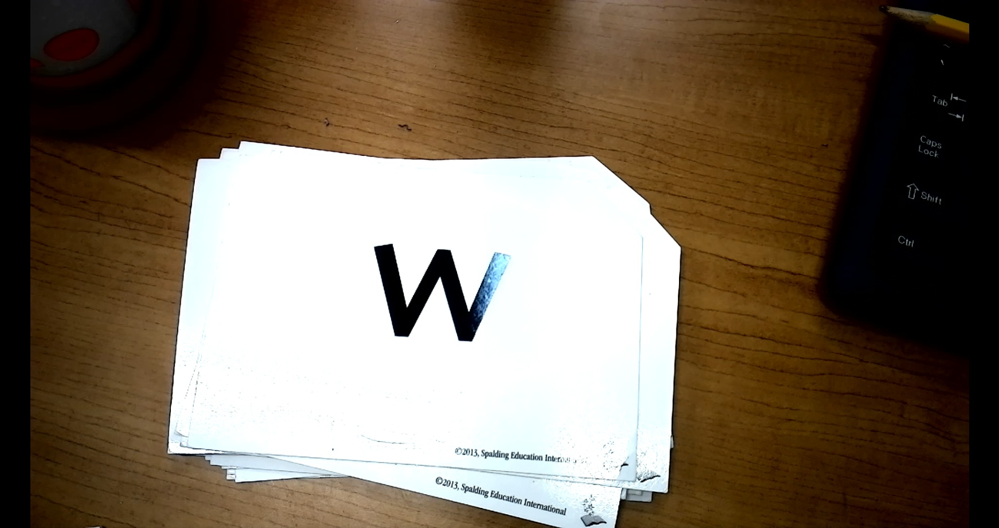 Tab
Caps
Lock
Shift
Ctrl
w
©2013, Spalding Education
©2013, Spalding Education International